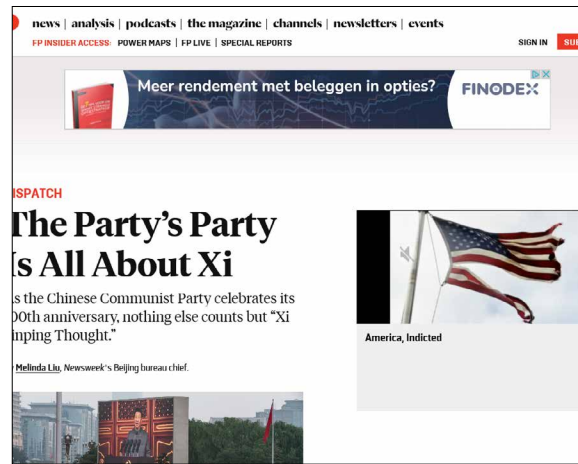 news | analysis | podcasts | the magazine | channels | newsletters | events
FP INSIDER ACCESS: POWER MAPS | FP LIVE | SPECIAL REPORTS
SIGN IN
SU
Meer rendement met beleggen in opties?
FINODEX
ISPATCH
The Party's Party
Is All About Xi
s the Chinese Communist Party celebrates its
00th anniversary, nothing else counts but “Xi
inping Thought.”
Melinda Liu, Newsweek's Beijing bureau chief.
America, Indicted